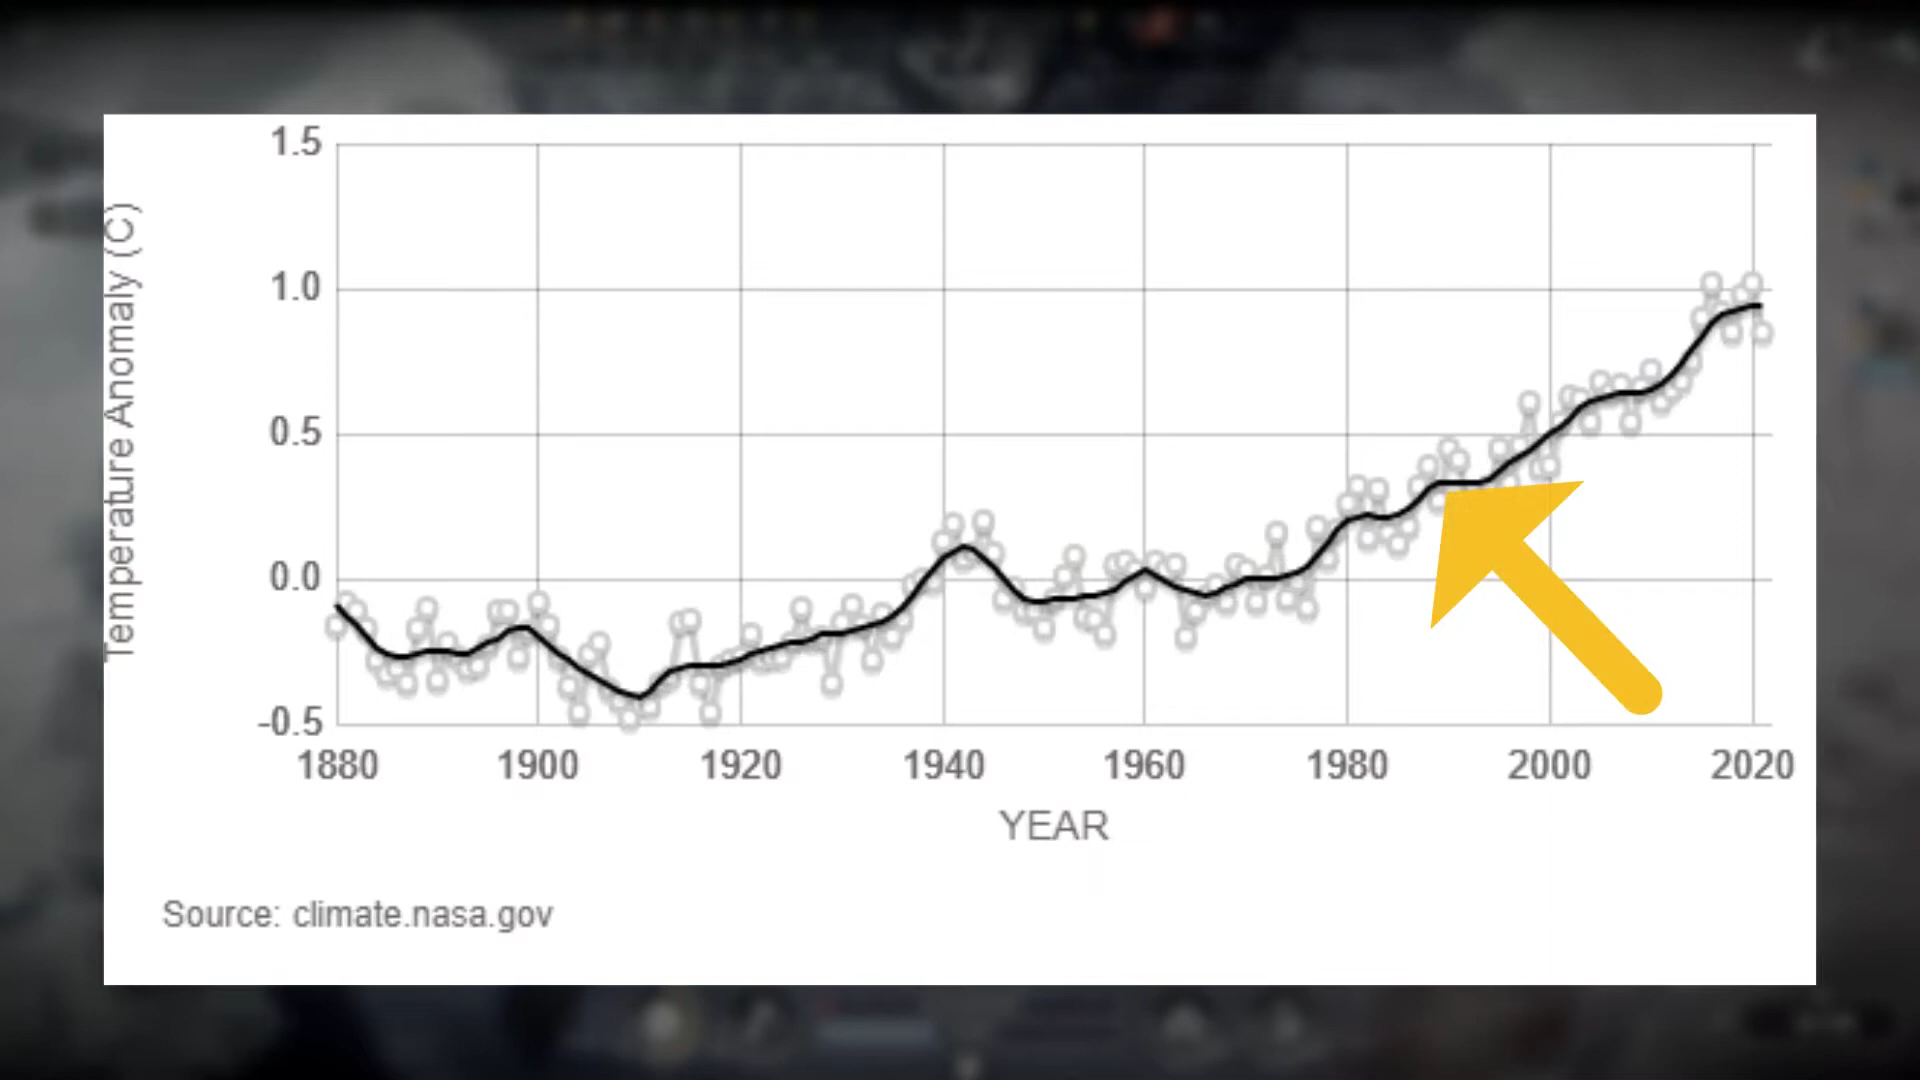 1.5
1.0
0.5
0.0
-0.5
Temperature Anomaly (C)
1880 1900 1920 1940 1960 1980 2000 2020
YEAR
Source: climate.nasa.gov